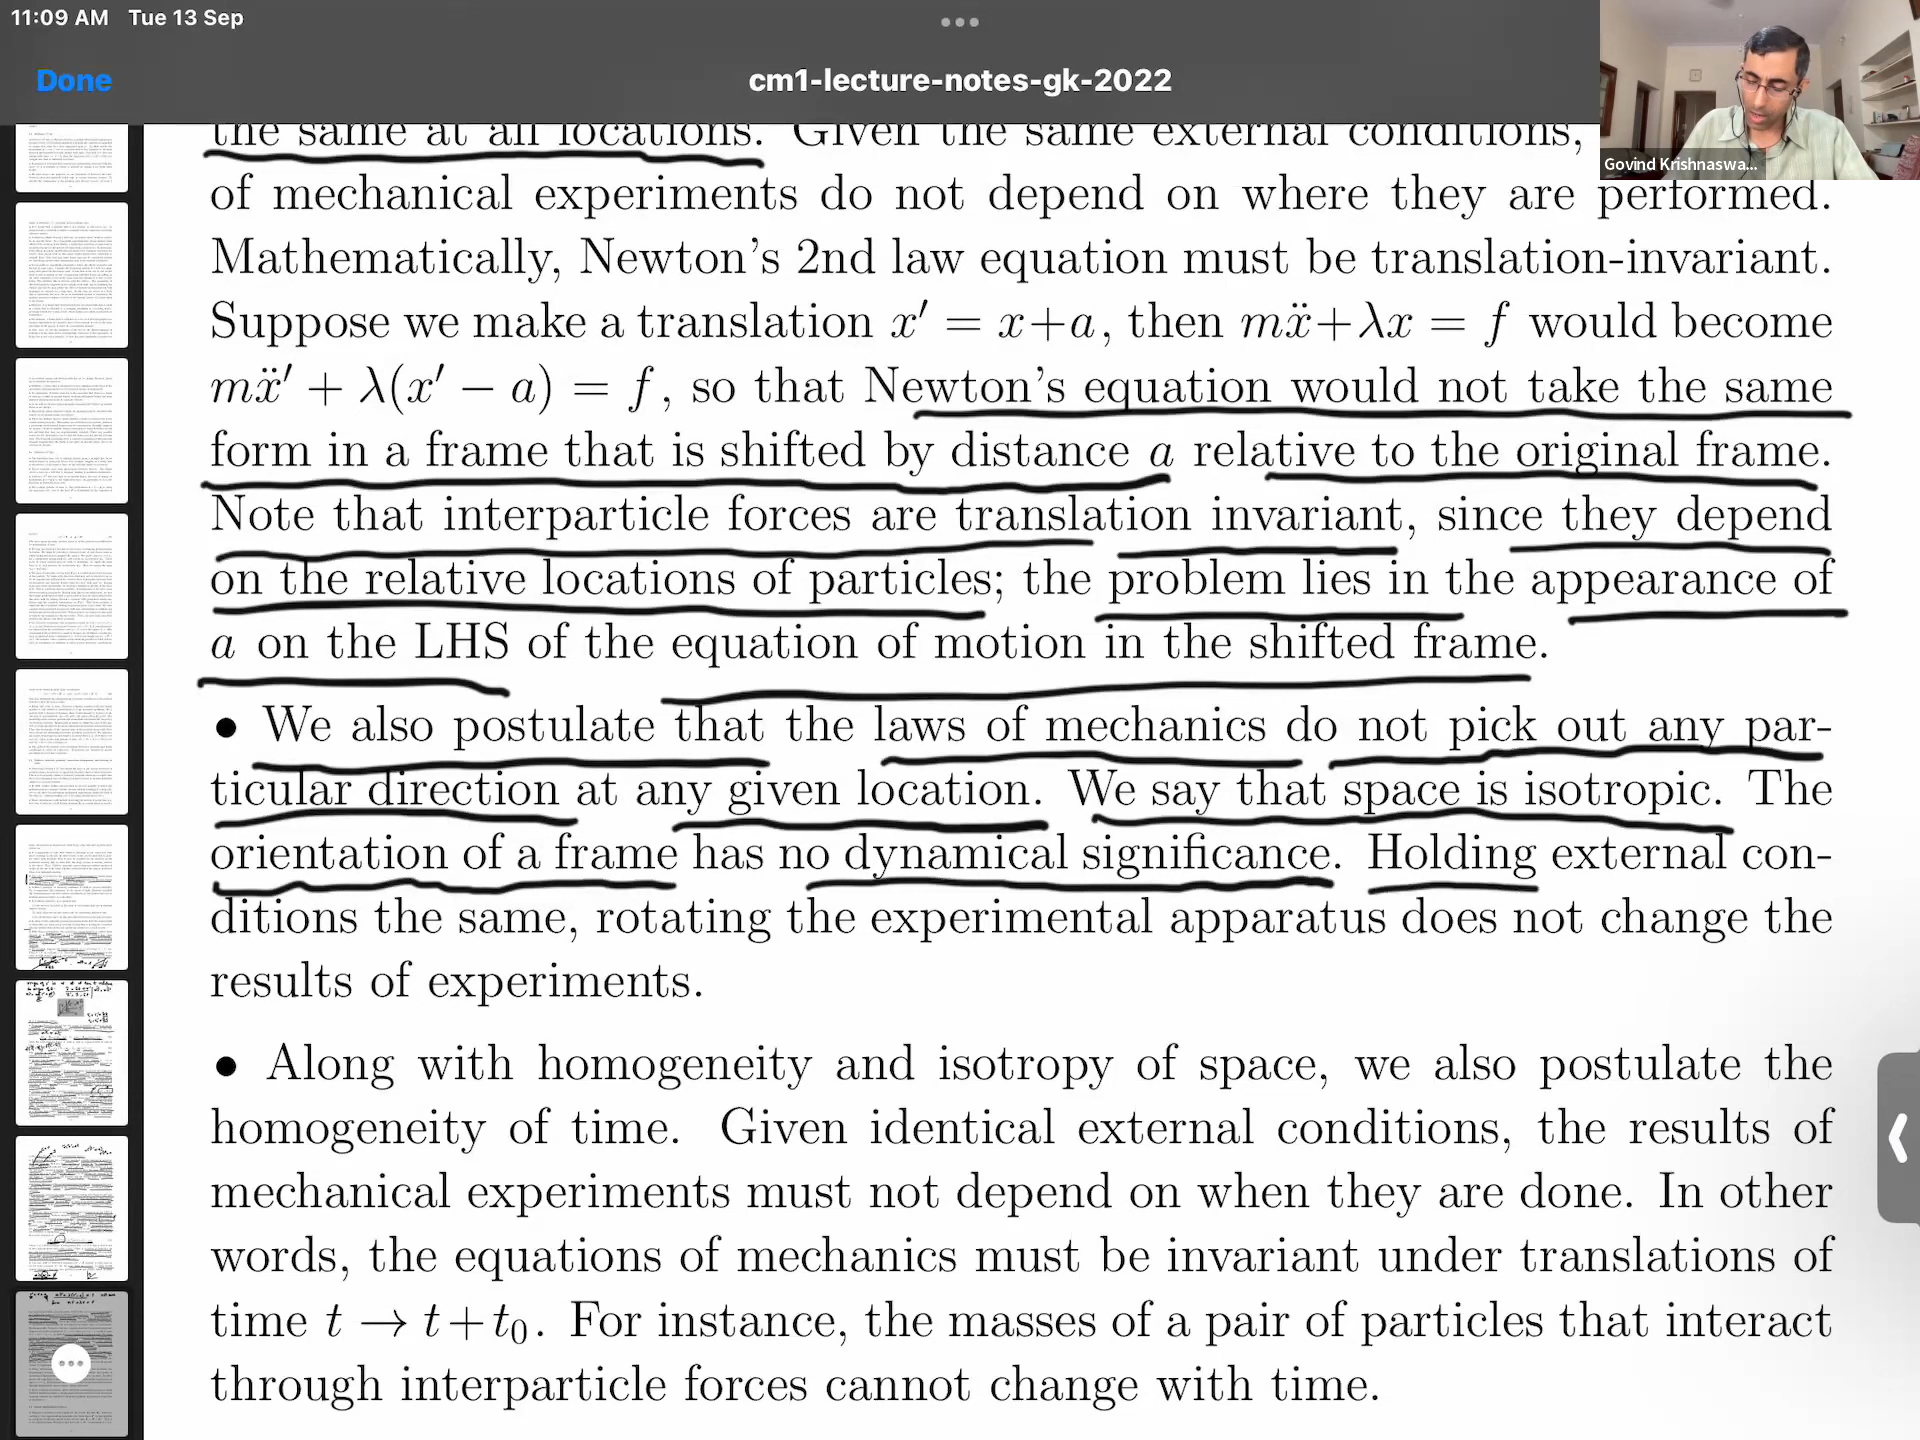 11:09 AM Tue 13 Sep
Done
cm1-lecture-notes-gk-2022
Govind Krishnaswa...
the same at all locations. Given the same external conditions,
of mechanical experiments do not depend on where they are performed.
Mathematically, Newton's 2nd law equation must be translation-invariant.
Suppose we make a translation x′ = x+a, then mẍ+λx = f would become
mẍ′ + λ(x′ − a) = f, so that Newton's equation would not take the same
form in a frame that is shifted by distance a relative to the original frame.
Note that interparticle forces are translation invariant, since they depend
on the relative locations of particles; the problem lies in the appearance of
a on the LHS of the equation of motion in the shifted frame.
• We also postulate that the laws of mechanics do not pick out any par-
ticular direction at any given location. We say that space is isotropic. The
orientation of a frame has no dynamical significance. Holding external con-
ditions the same, rotating the experimental apparatus does not change the
results of experiments.
• Along with homogeneity and isotropy of space, we also postulate the
homogeneity of time. Given identical external conditions, the results of
mechanical experiments must not depend on when they are done. In other
words, the equations of mechanics must be invariant under translations of
time t → t+t₀. For instance, the masses of a pair of particles that interact
through interparticle forces cannot change with time.